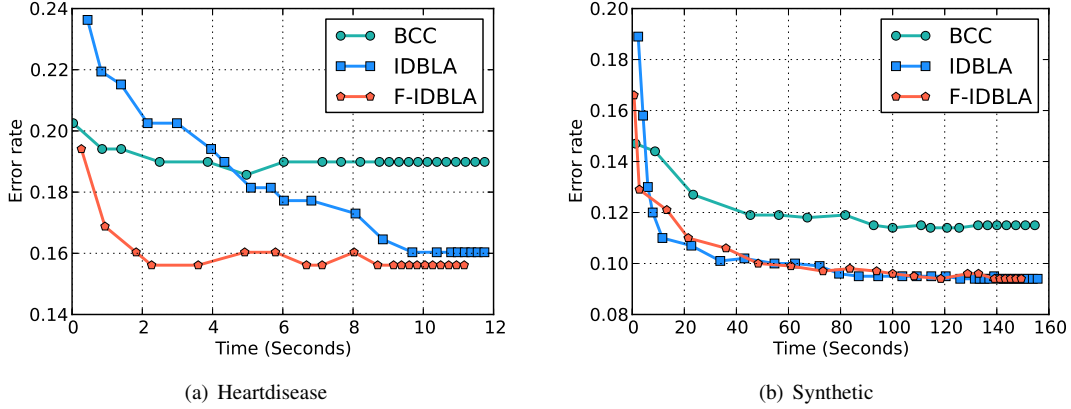 0.24
0.22
0.20
0.18
0.16
0.14
Error rate
0 2 4 6 8 10 12
Time (Seconds)
BCC
IDBLA
F-IDBLA
(a) Heartdisease
0.20
0.18
0.16
0.14
0.12
0.10
0.08
Error rate
0 20 40 60 80 100 120 140 160
Time (Seconds)
BCC
IDBLA
F-IDBLA
(b) Synthetic